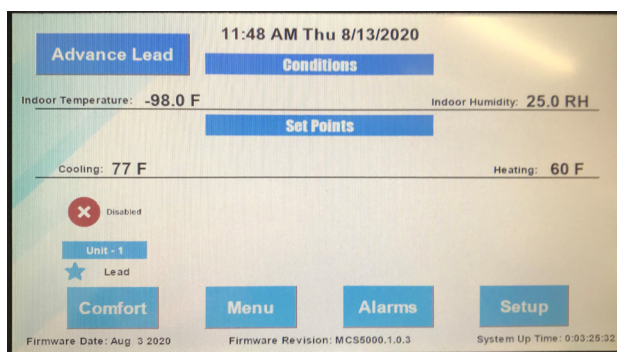 11:48 AM Thu 8/13/2020
Advance Lead
Conditions
Indoor Temperature: -98.0 F
Indoor Humidity: 25.0 RH
Set Points
Cooling: 77 F
Heating: 60 F
Disabled
Unit - 1
Lead
Comfort
Menu
Alarms
Setup
Firmware Date: Aug 3 2020
Firmware Revision: MCS5000.1.0.3
System Up Time: 0:03:25:32